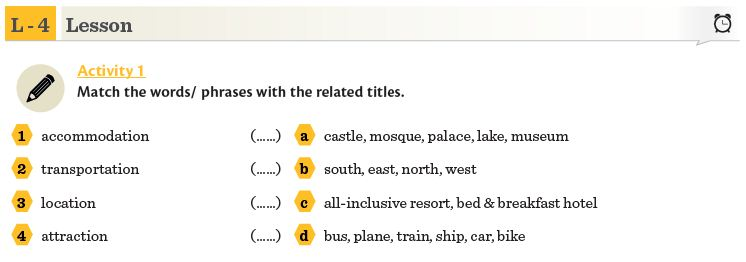 L - 4 Lesson
Activity 1
Match the words/ phrases with the related titles.
1 accommodation (......) a castle, mosque, palace, lake, museum
2 transportation (......) b south, east, north, west
3 location (......) c all-inclusive resort, bed & breakfast hotel
4 attraction (......) d bus, plane, train, ship, car, bike